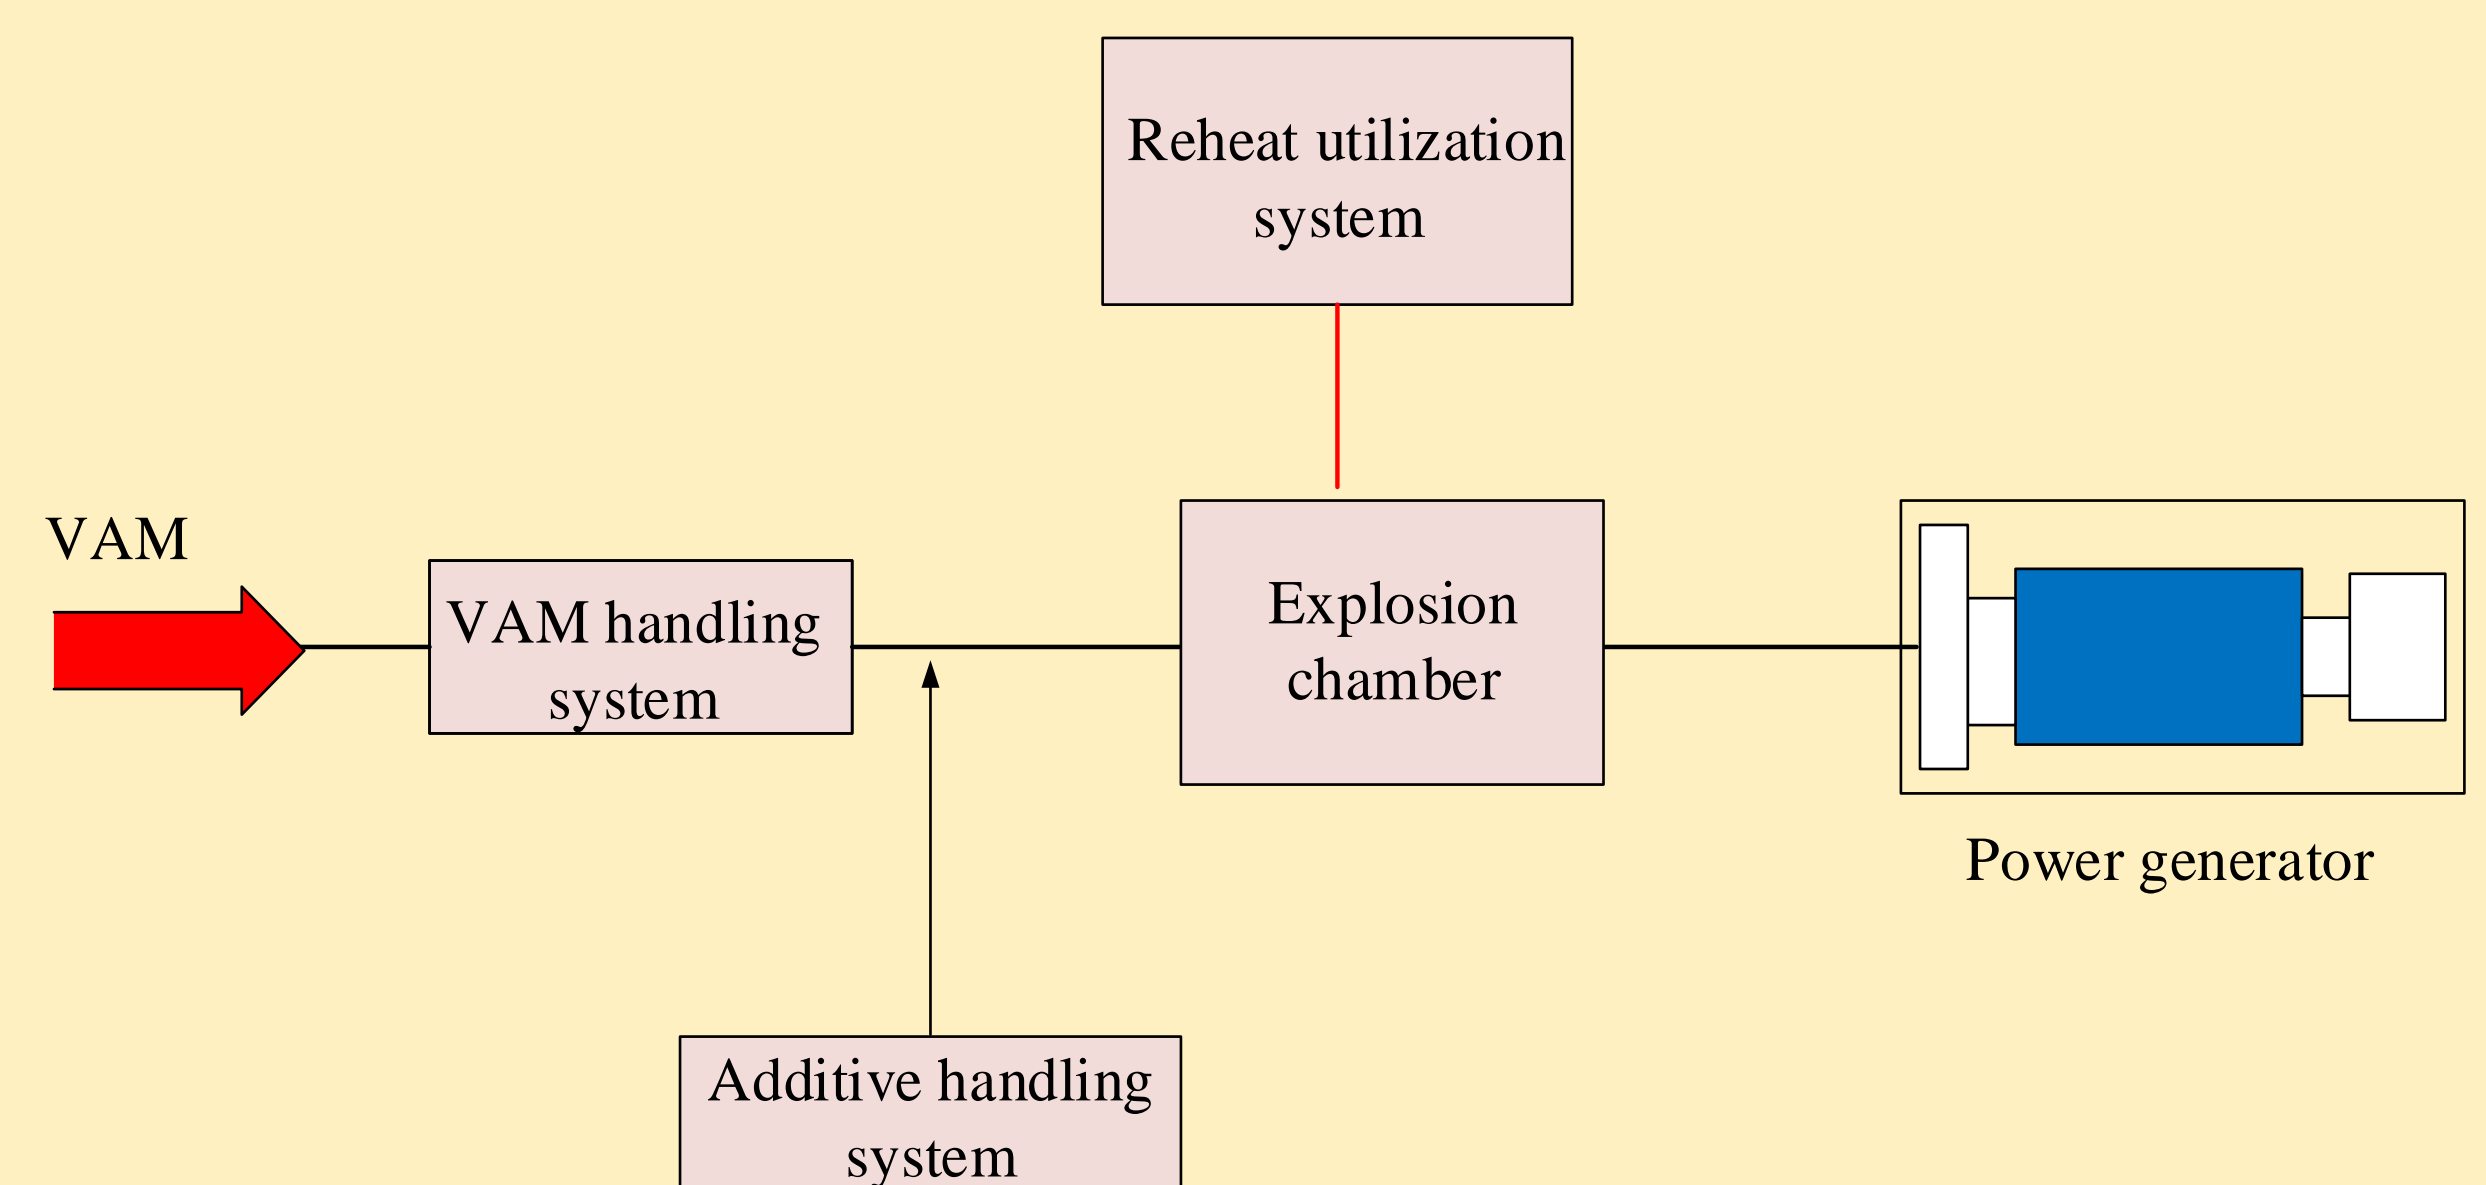 Reheat utilization
system
VAM
VAM handling
system
Explosion
chamber
Power generator
Additive handling
system